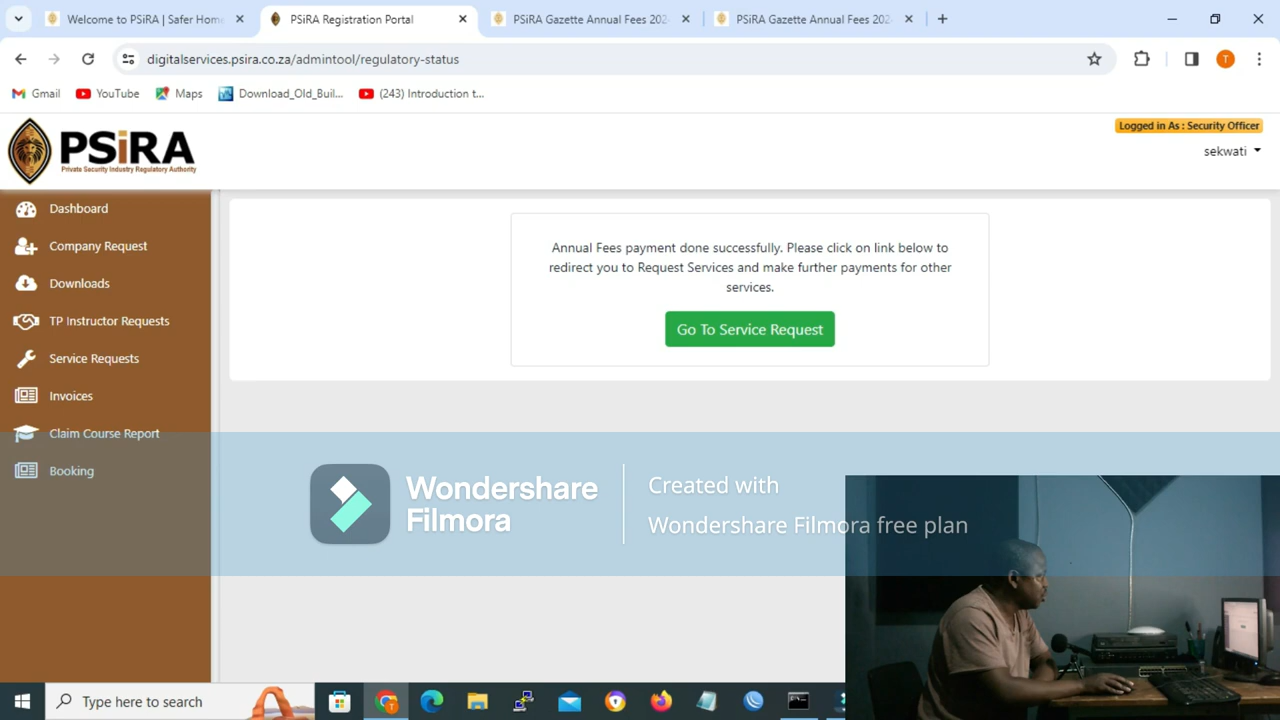 Welcome to PSiRA | Safer Home
PSiRA Registration Portal
PSiRA Gazette Annual Fees 202
PSiRA Gazette Annual Fees 202
digitalservices.psira.co.za/admintool/regulatory-status
T
Gmail
YouTube
Maps
Download_Old_Buil...
(243) Introduction t...
PSiRA
Private Security Industry Regulatory Authority
Logged in As : Security Officer
sekwati
Dashboard
Company Request
Downloads
TP Instructor Requests
Service Requests
Invoices
Claim Course Report
Booking
Annual Fees payment done successfully. Please click on link below to
redirect you to Request Services and make further payments for other
services.
Go To Service Request
Wondershare
Filmora
Created with
Wondershare Filmora free plan
Type here to search